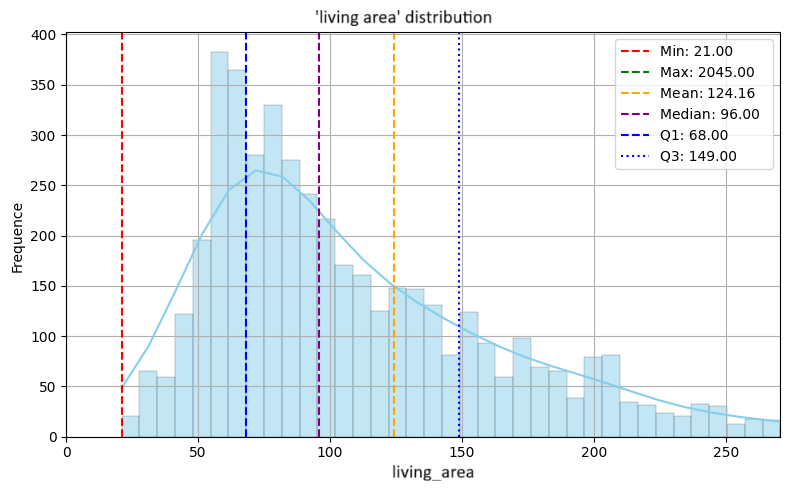 'living area' distribution
400
350
300
250
200
150
100
50
0
Frequence
Min: 21.00
Max: 2045.00
Mean: 124.16
Median: 96.00
Q1: 68.00
Q3: 149.00
0 50 100 150 200 250
living_area